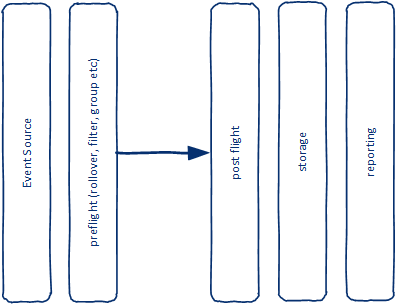 Event Source
preflight (rollover, filter, group etc)
post flight
storage
reporting